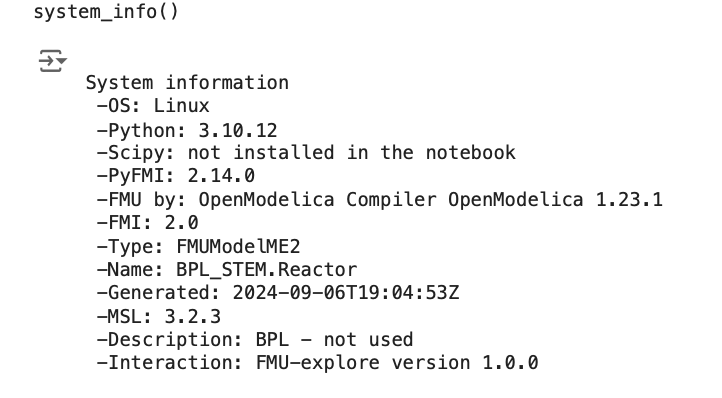 system_info()
System information
-OS: Linux
-Python: 3.10.12
-Scipy: not installed in the notebook
-PyFMI: 2.14.0
-FMU by: OpenModelica Compiler OpenModelica 1.23.1
-FMI: 2.0
-Type: FMUModelME2
-Name: BPL_STEM.Reactor
-Generated: 2024-09-06T19:04:53Z
-MSL: 3.2.3
-Description: BPL - not used
-Interaction: FMU-explore version 1.0.0